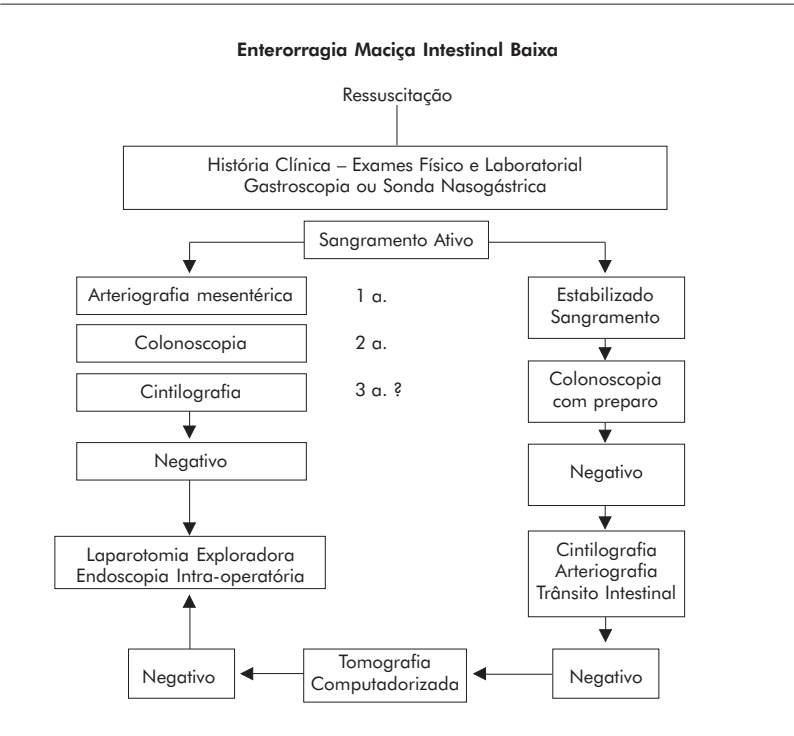 Enterorragia Maciça Intestinal Baixa
Ressuscitação
História Clínica – Exames Físico e Laboratorial
Gastroscopia ou Sonda Nasogástrica
Sangramento Ativo
Arteriografia mesentérica
1 a.
Colonoscopia
2 a.
Cintilografia
3 a. ?
Negativo
Laparotomia Exploradora
Endoscopia Intra-operatória
Estabilizado
Sangramento
Colonoscopia
com preparo
Negativo
Cintilografia
Arteriografia
Trânsito Intestinal
Negativo
Tomografia
Computadorizada
Negativo